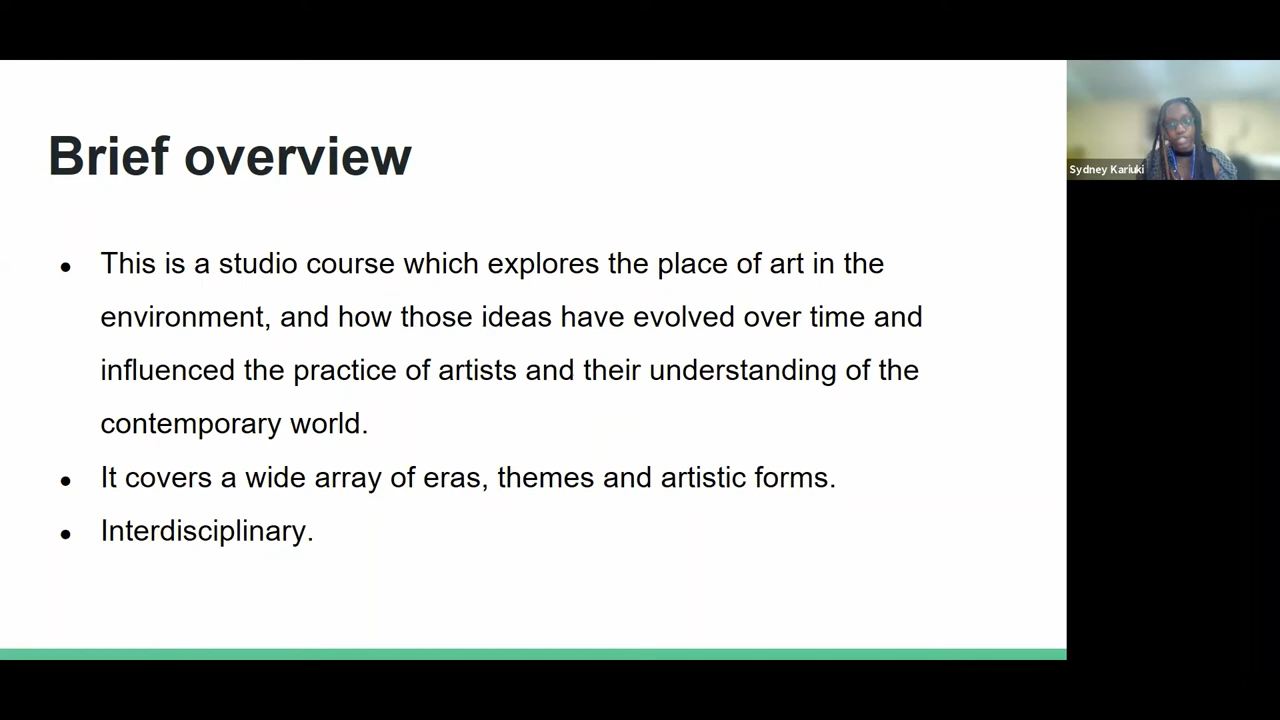 Brief overview
Sydney Kariuki
● This is a studio course which explores the place of art in the
environment, and how those ideas have evolved over time and
influenced the practice of artists and their understanding of the
contemporary world.
● It covers a wide array of eras, themes and artistic forms.
● Interdisciplinary.